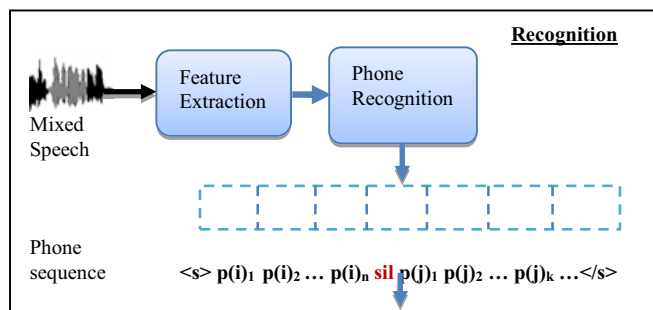 Recognition
Feature
Extraction
Phone
Recognition
Mixed
Speech
Phone
sequence
<s> p(i)₁ p(i)₂ … p(i)ₙ sil p(j)₁ p(j)₂ … p(j)ₖ …</s>